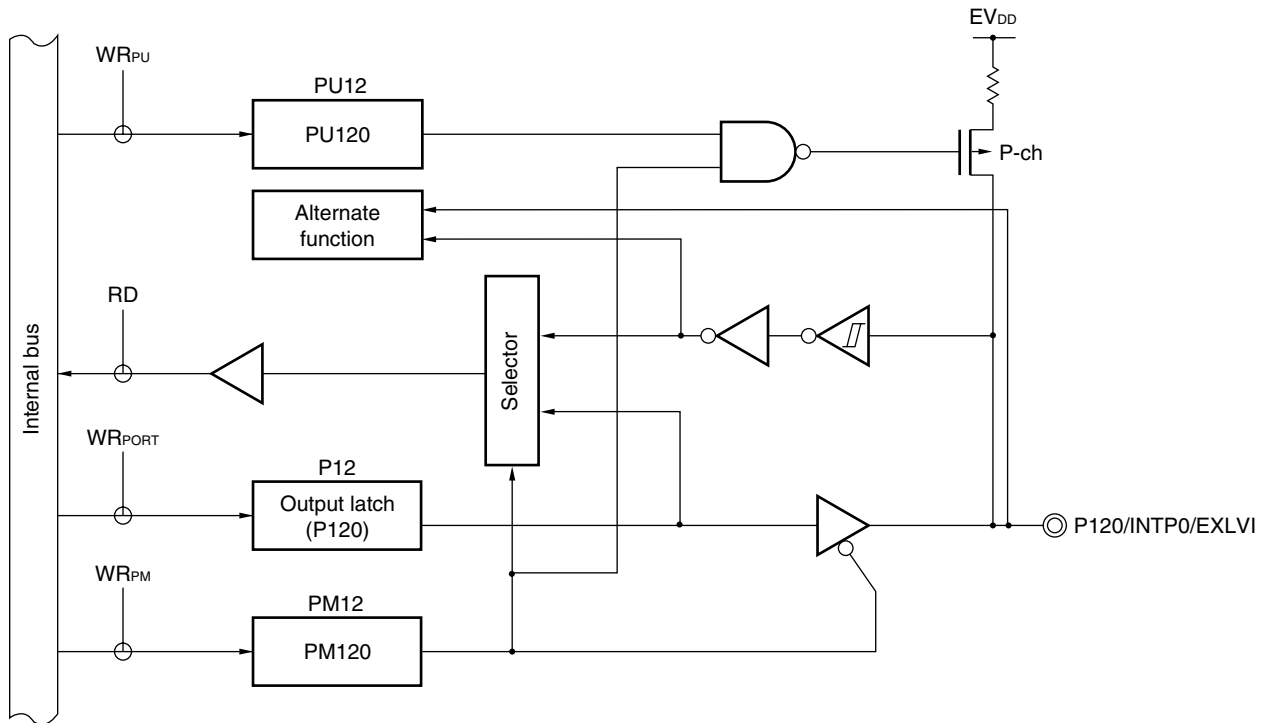 EVDD
WRPU
PU12
PU120
P-ch
Alternate
function
RD
Internal bus
Selector
WRPORT
P12
Output latch
(P120)
P120/INTP0/EXLVI
WRPM
PM12
PM120